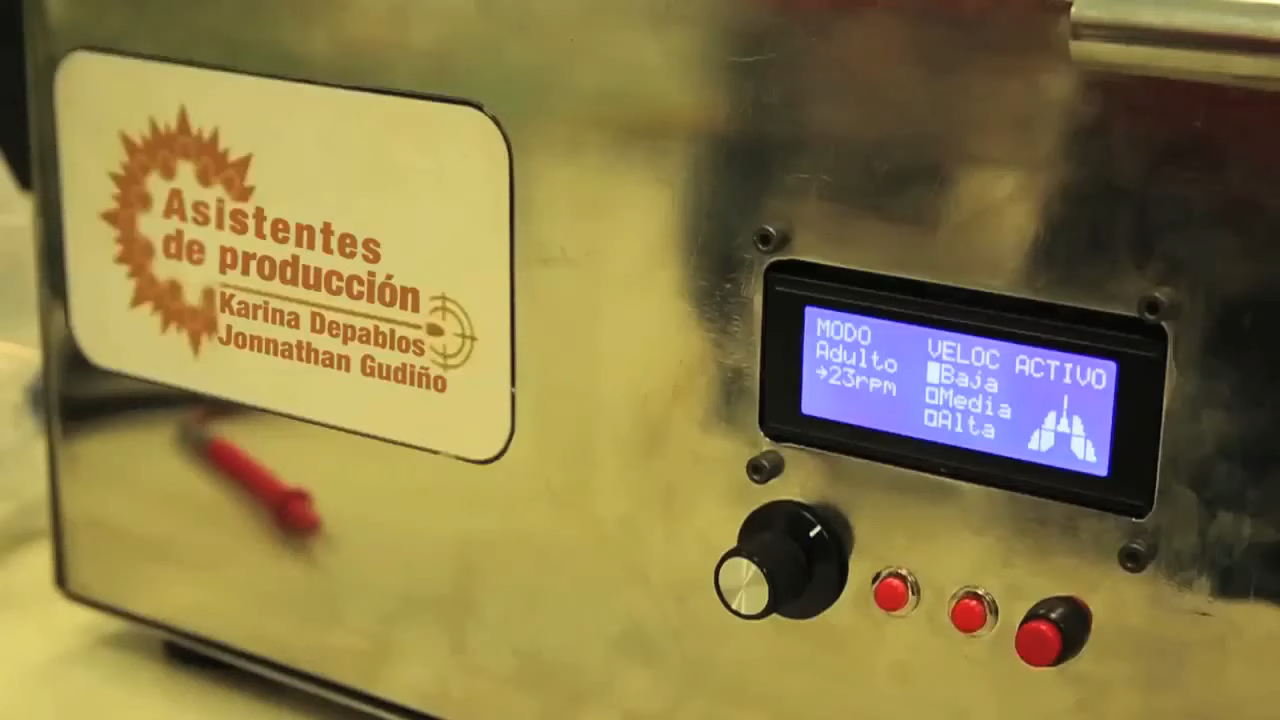 Asistentes
de producción
Karina Depablos
Jonnathan Gudiño
MODO
Adulto
→23rpm
VELOC ACTIVO
Baja
Media
Alta